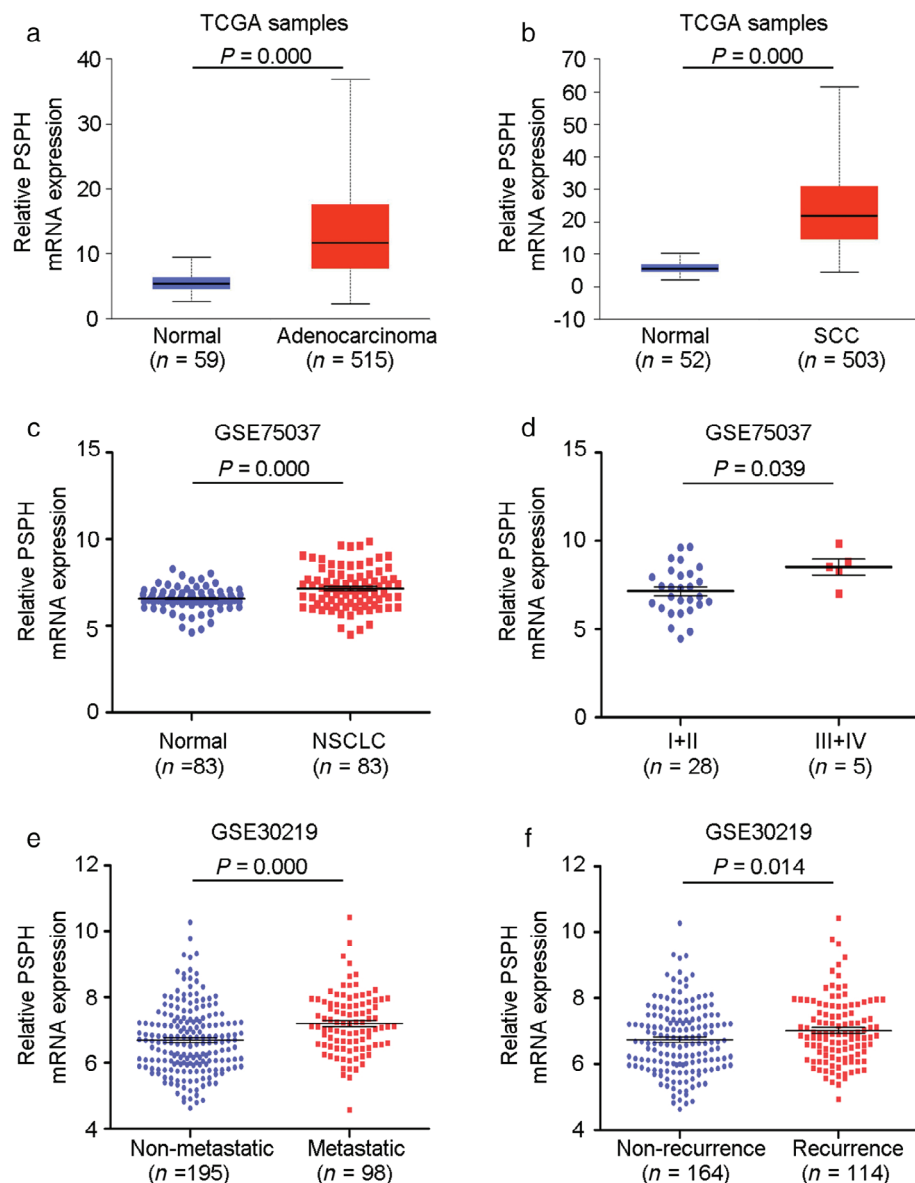 a
TCGA samples
P = 0.000
Relative PSPH
mRNA expression
40
30
20
10
0
Normal
(n = 59)
Adenocarcinoma
(n = 515)
b
TCGA samples
P = 0.000
Relative PSPH
mRNA expression
70
60
50
40
30
20
10
0
-10
Normal
(n = 52)
SCC
(n = 503)
c
GSE75037
P = 0.000
Relative PSPH
mRNA expression
15
10
5
0
Normal
(n =83)
NSCLC
(n = 83)
d
GSE75037
P = 0.039
Relative PSPH
mRNA expression
15
10
5
0
I+II
(n = 28)
III+IV
(n = 5)
e
GSE30219
P = 0.000
Relative PSPH
mRNA expression
12
10
8
6
4
Non-metastatic
(n =195)
Metastatic
(n = 98)
f
GSE30219
P = 0.014
Relative PSPH
mRNA expression
12
10
8
6
4
Non-recurrence
(n = 164)
Recurrence
(n = 114)